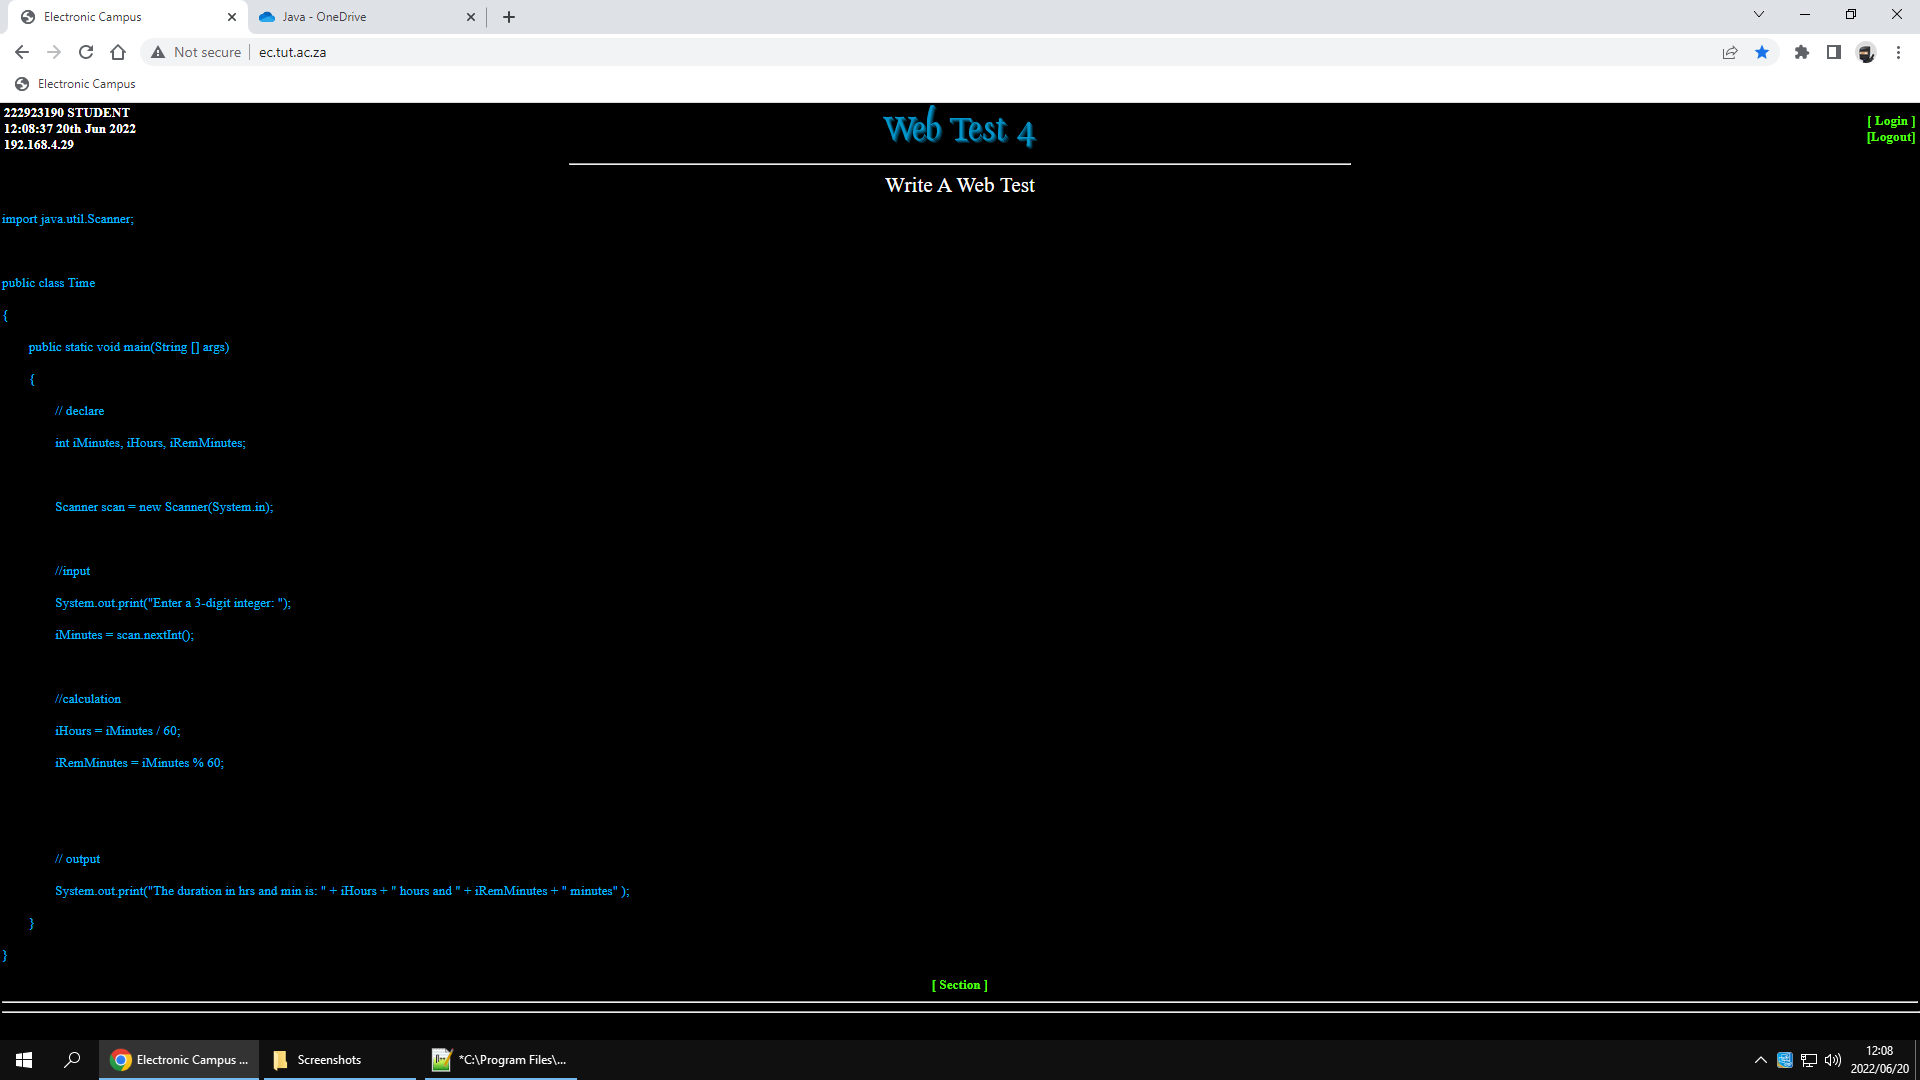 Electronic Campus
Java - OneDrive
Not secure
ec.tut.ac.za
Electronic Campus
222923190 STUDENT
12:08:37 20th Jun 2022
192.168.4.29
Web Test 4
[ Login ]
[Logout]
Write A Web Test
import java.util.Scanner;
public class Time
{
public static void main(String [] args)
{
// declare
int iMinutes, iHours, iRemMinutes;
Scanner scan = new Scanner(System.in);
//input
System.out.print("Enter a 3-digit integer: ");
iMinutes = scan.nextInt();
//calculation
iHours = iMinutes / 60;
iRemMinutes = iMinutes % 60;
// output
System.out.print("The duration in hrs and min is: " + iHours + " hours and " + iRemMinutes + " minutes" );
}
}
[ Section ]
Electronic Campus ...
Screenshots
*C:\Program Files\...
12:08
2022/06/20